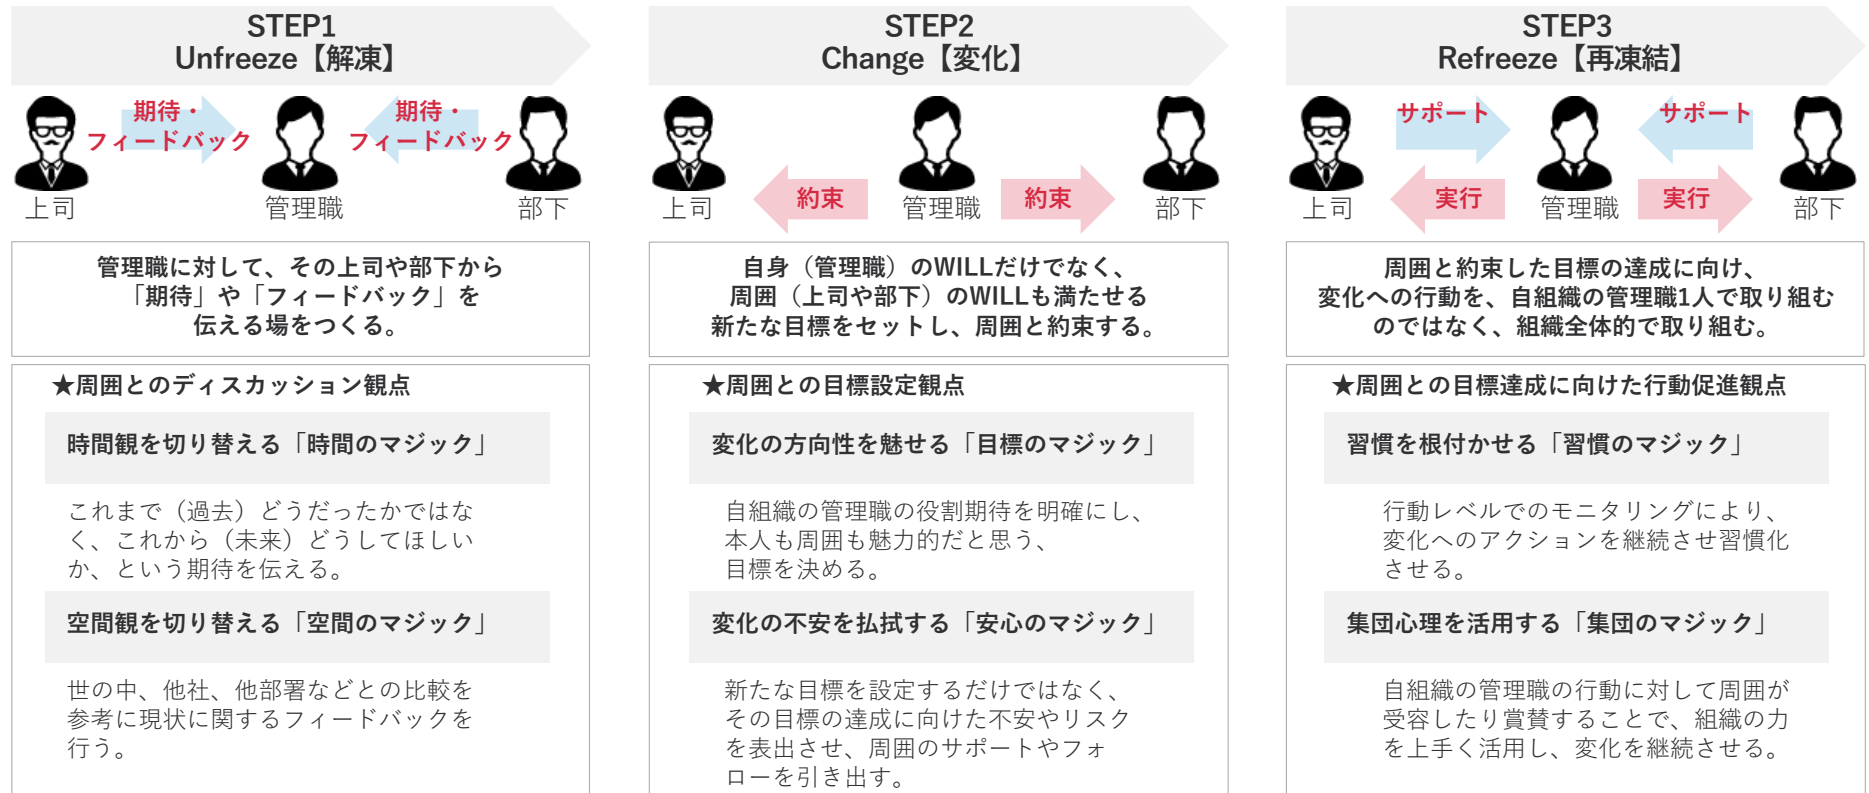 STEP1
Unfreeze【解凍】
期待・
フィードバック
期待・
フィードバック
上司
管理職
部下
管理職に対して、その上司や部下から
「期待」や「フィードバック」を
伝える場をつくる。
★周囲とのディスカッション観点
時間観を切り替える「時間のマジック」
これまで（過去）どうだったかではな
く、これから（未来）どうしてほしい
か、という期待を伝える。
空間観を切り替える「空間のマジック」
世の中、他社、他部署などとの比較を
参考に現状に関するフィードバックを
行う。
STEP2
Change【変化】
約束
約束
上司
管理職
部下
自身（管理職）のWILLだけでなく、
周囲（上司や部下）のWILLも満たせる
新たな目標をセットし、周囲と約束する。
★周囲との目標設定観点
変化の方向性を魅せる「目標のマジック」
自組織の管理職の役割期待を明確にし、
本人も周囲も魅力的だと思う、
目標を決める。
変化の不安を払拭する「安心のマジック」
新たな目標を設定するだけではなく、
その目標の達成に向けた不安やリスク
を表出させ、周囲のサポートやフォ
ローを引き出す。
STEP3
Refreeze【再凍結】
サポート
サポート
実行
実行
上司
管理職
部下
周囲と約束した目標の達成に向け、
変化への行動を、自組織の管理職1人で取り組む
のではなく、組織全体的で取り組む。
★周囲との目標達成に向けた行動促進観点
習慣を根付かせる「習慣のマジック」
行動レベルでのモニタリングにより、
変化へのアクションを継続させ習慣化
させる。
集団心理を活用する「集団のマジック」
自組織の管理職の行動に対して周囲が
受容したり賞賛することで、組織の力
を上手く活用し、変化を継続させる。